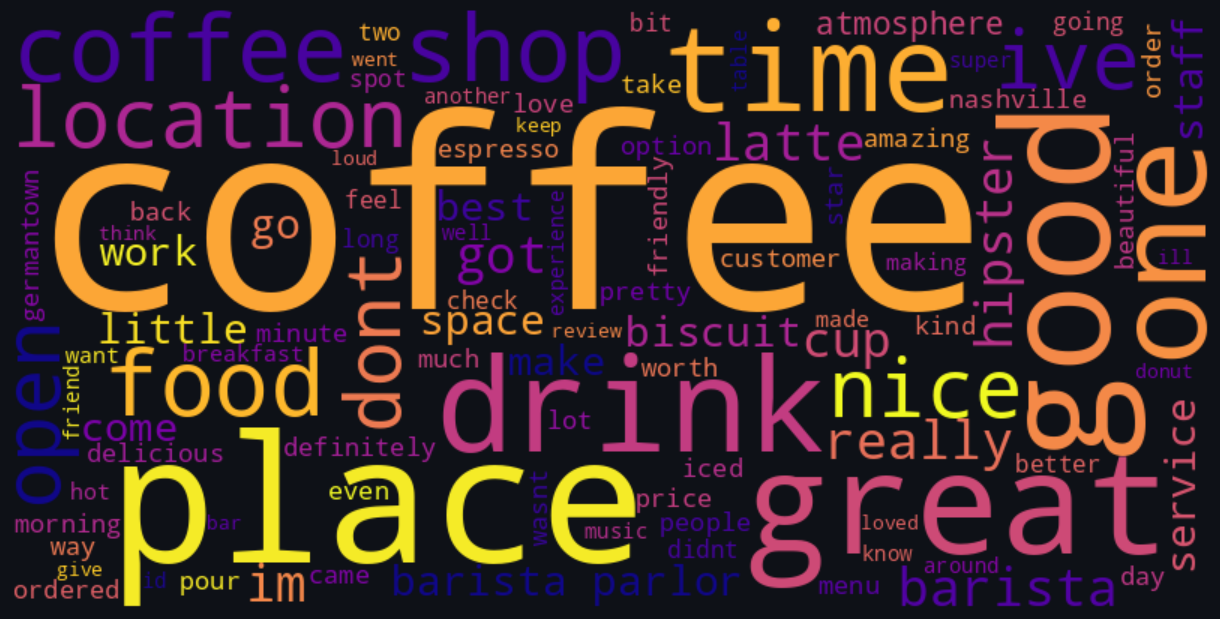 coffee shop
two
went
spot
bit
atmosphere
going
order
staff
time
table
super
ive
location
another
love
keep
take
nashville
loud
espresso
option
latte
amazing
coffee
good
one
hipster
beautiful
germantown
back
think
work
go
feel
long
best
well
got
experience
friendly
star
customer
making
ill
check
pretty
dont
space
review
biscuit
made
cup
kind
open
little
minute
want
breakfast
friend
food
much
make
worth
nice
donut
drink
lot
come
delicious
definitely
really
better
service
hot
place
even
iced
price
great
morning
bar
wasnt
music
people
didnt
loved
know
way
give
ordered
id
pour
im
came
barista parlor
menu
around
barista
day